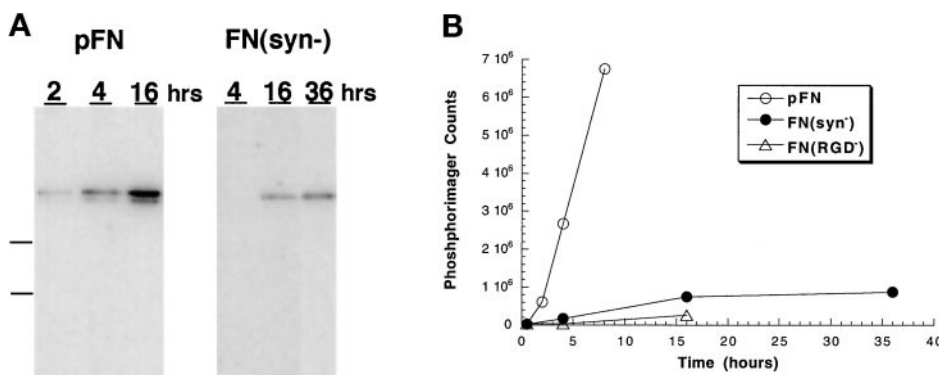 A
pFN
FN(syn-)
2 4 16 hrs
4 16 36 hrs
B
Phoshphorimager Counts
7 10⁶
6 10⁶
5 10⁶
4 10⁶
3 10⁶
2 10⁶
1 10⁶
0
0 5 10 15 20 25 30 35 40
Time (hours)
pFN
FN(syn⁻)
FN(RGD⁻)